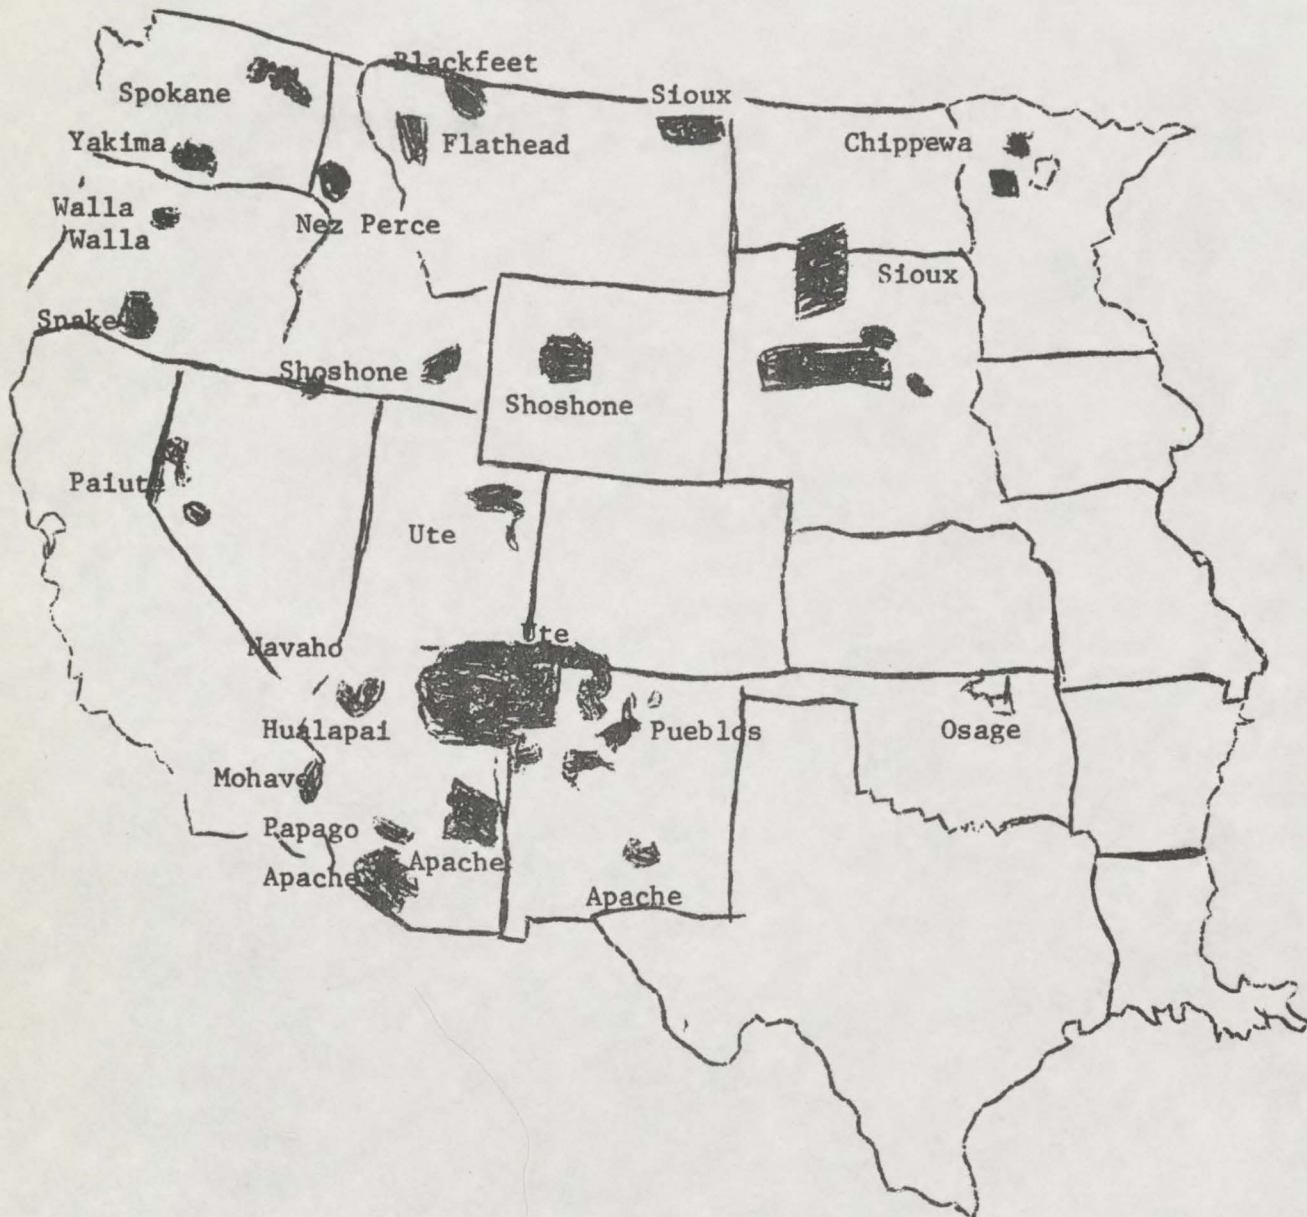 Blackfeet
Spokane
Sioux
Yakima
Flathead
Chippewa
Walla
Walla
Nez Perce
Sioux
Snake
Shoshone
Shoshone
Paiute
Ute
Ute
Navaho
Hualapai
Pueblos
Osage
Mohave
Papago
Apache
Apache
Apache